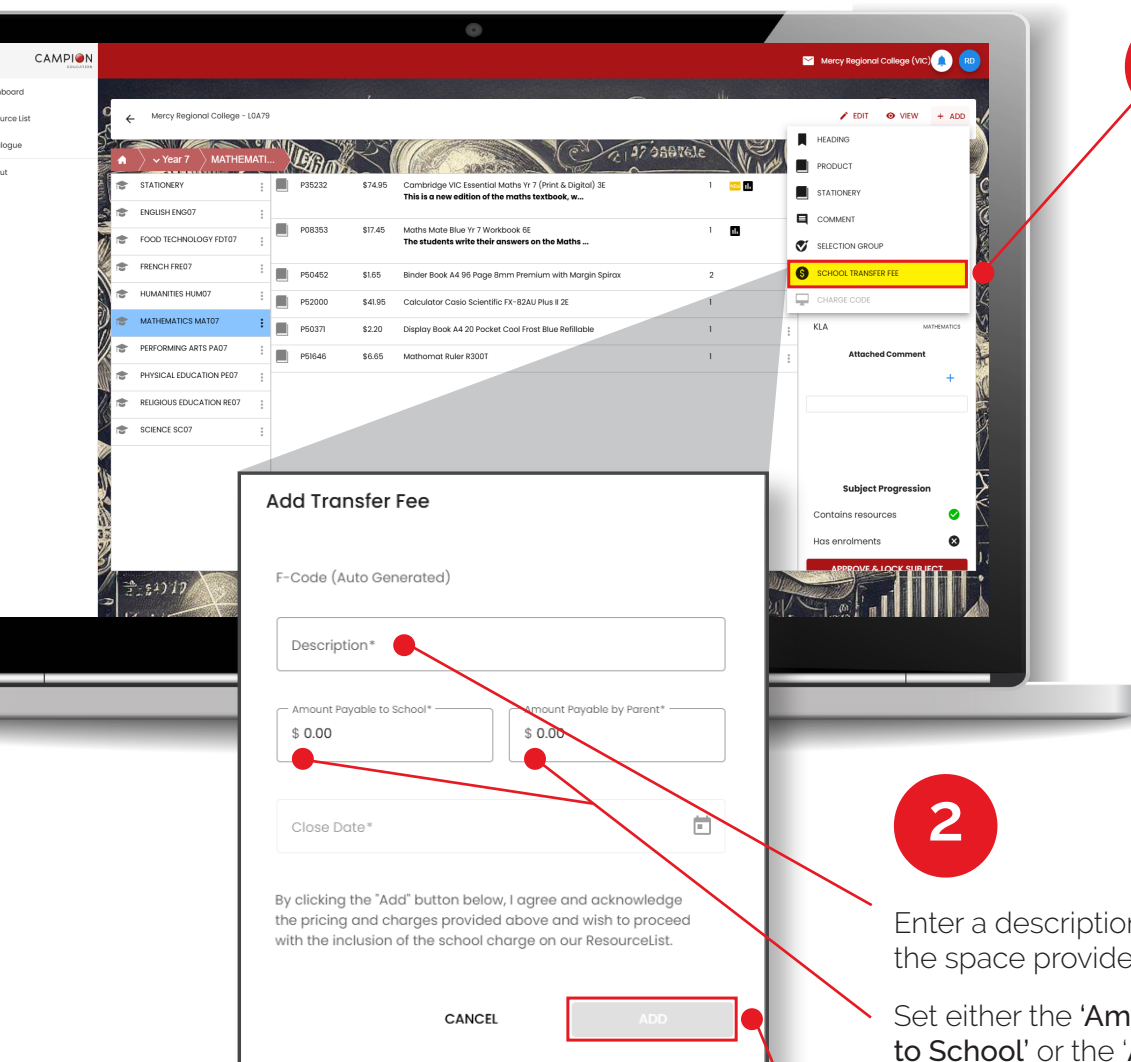 CAMPION
EDUCATION
Mercy Regional College (VIC)
RD
Mercy Regional College - L0A79
EDIT
VIEW
+ ADD
Year 7
MATHEMATI...
HEADING
PRODUCT
STATIONERY
COMMENT
SELECTION GROUP
SCHOOL TRANSFER FEE
CHARGE CODE
STATIONERY
ENGLISH ENG07
FOOD TECHNOLOGY FDT07
FRENCH FRE07
HUMANITIES HUM07
MATHEMATICS MAT07
PERFORMING ARTS PA07
PHYSICAL EDUCATION PE07
RELIGIOUS EDUCATION RE07
SCIENCE SC07
P35232 $74.95 Cambridge VIC Essential Maths Yr 7 (Print & Digital) 3E 1
This is a new edition of the maths textbook, w...
P08353 $17.45 Maths Mate Blue Yr 7 Workbook 6E 1
The students write their answers on the Maths ...
P50452 $1.65 Binder Book A4 96 Page 8mm Premium with Margin Spirax 2
P52000 $41.95 Calculator Casio Scientific FX-82AU Plus II 2E 1
P50371 $2.20 Display Book A4 20 Pocket Cool Frost Blue Refillable 1
P51646 $6.65 Mathomat Ruler R300T 1
KLA MATHEMATICS
Attached Comment
+
Subject Progression
Contains resources
Has enrolments
APPROVE & LOCK SUBJECT
Add Transfer Fee
F-Code (Auto Generated)
Description*
Amount Payable to School*
$ 0.00
Amount Payable by Parent*
$ 0.00
Close Date*
By clicking the "Add" button below, I agree and acknowledge
the pricing and charges provided above and wish to proceed
with the inclusion of the school charge on our ResourceList.
CANCEL
ADD
2
Enter a description
the space provide
Set either the ‘Am
to School’ or the ‘